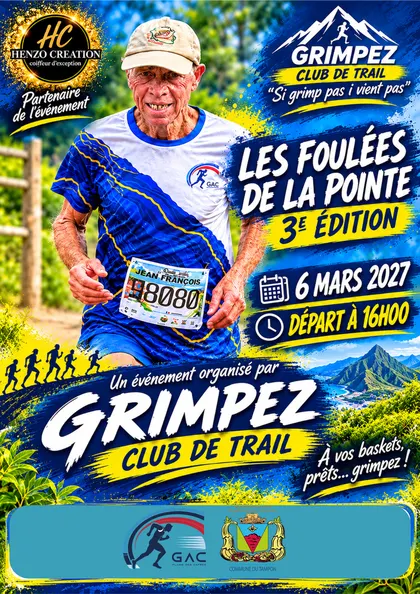 HC
HENZO CREATION
coiffeur d'exception
Partenaire
de l'événement
GRIMPEZ
CLUB DE TRAIL
"Si grimp pas i vient pas"
LES FOULÉES
DE LA POINTE
3E ÉDITION
6 MARS 2027
DÉPART À 16H00
GAC
JEAN FRANÇOIS
98080
Un événement organisé par
GRIMPEZ
CLUB DE TRAIL
À vos baskets,
prêts... grimpez !
GAC
COMMUNE DU TAMPON